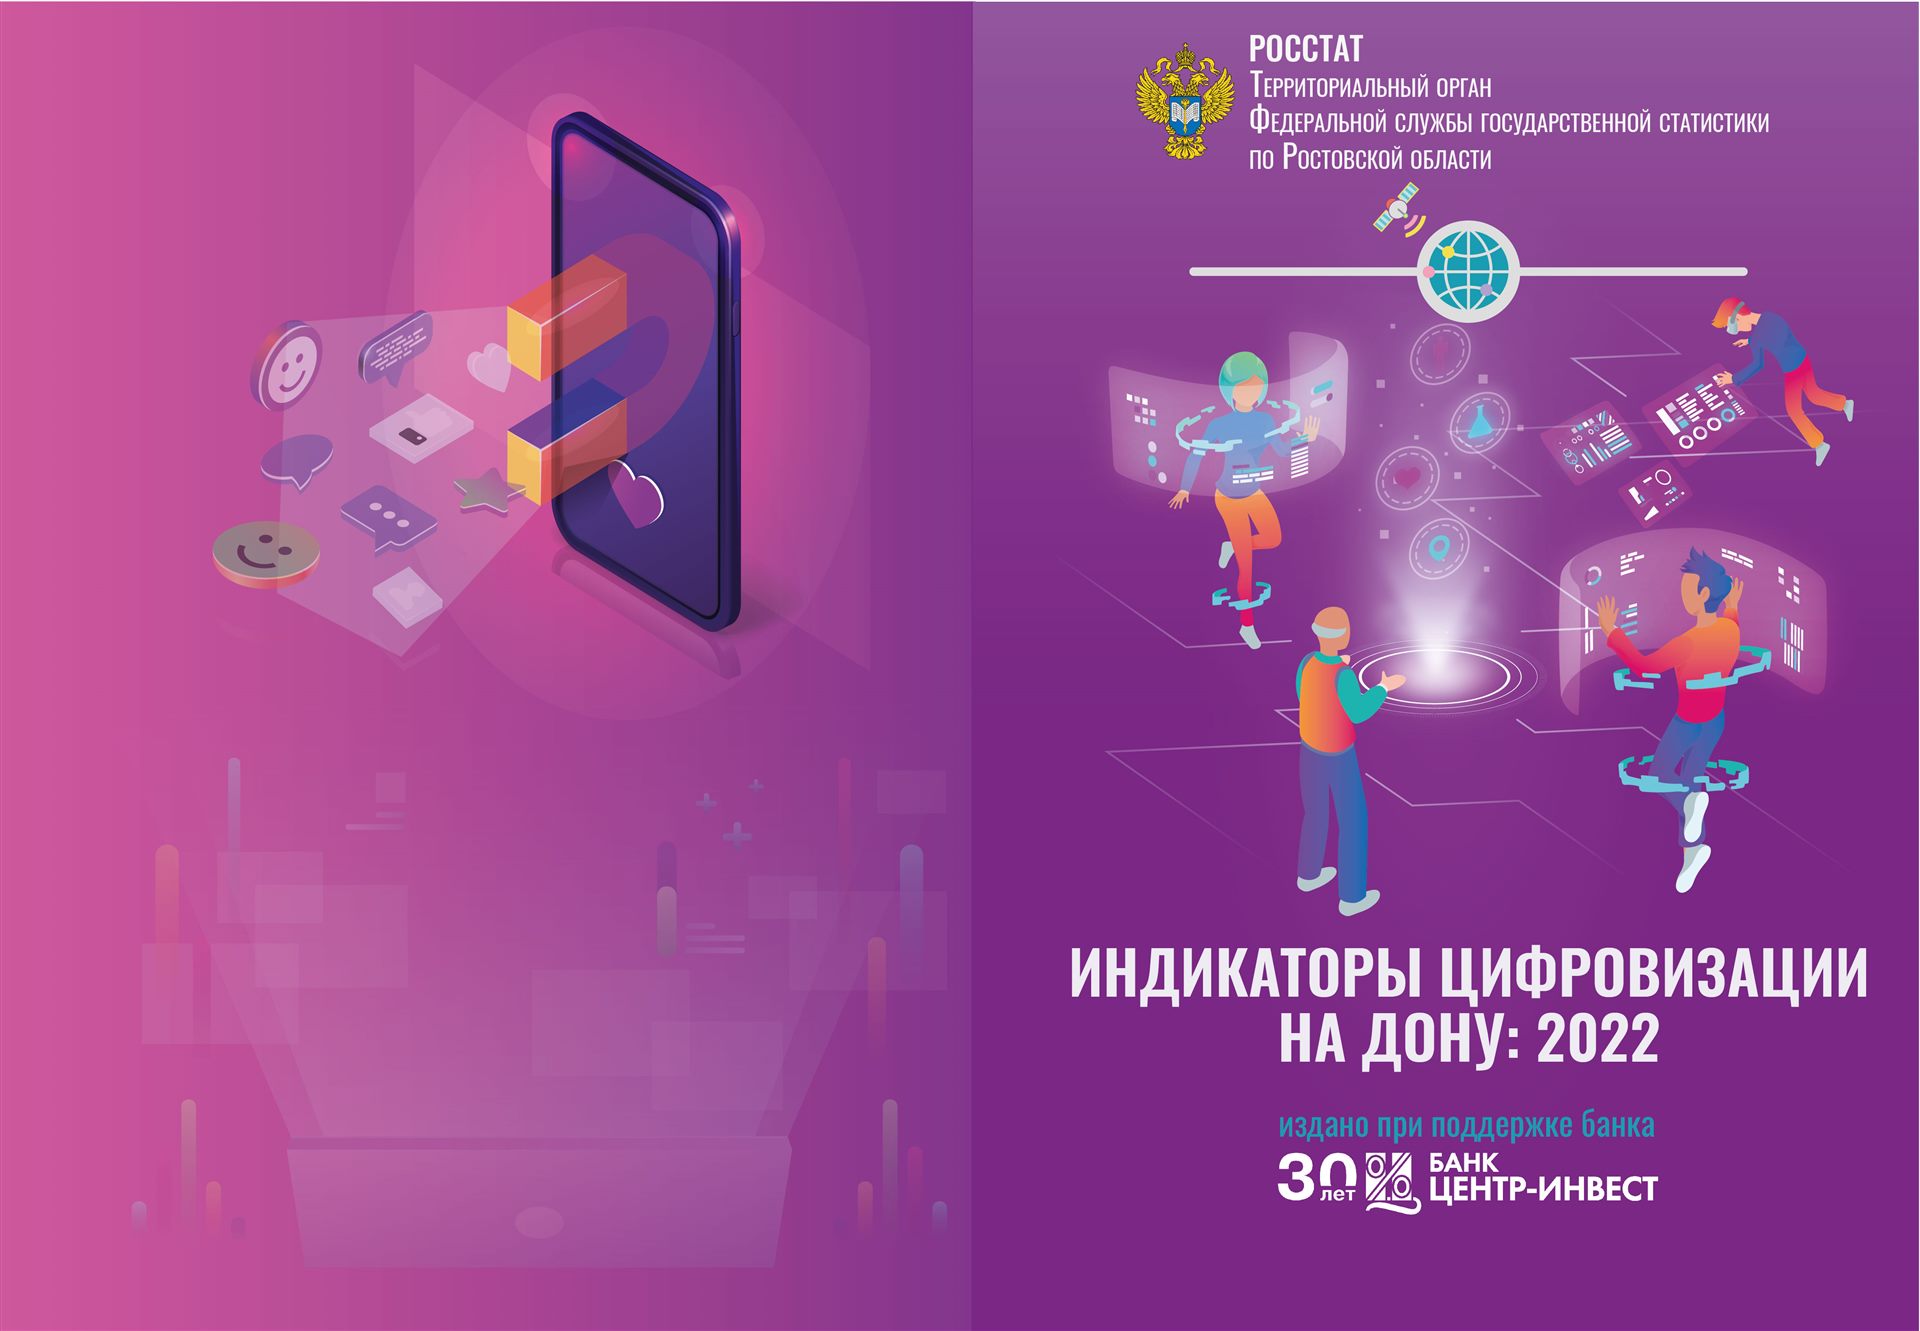 РОССТАТ
Территориальный орган
Федеральной службы государственной статистики
по Ростовской области
ИНДИКАТОРЫ ЦИФРОВИЗАЦИИ
НА ДОНУ: 2022
издано при поддержке банка
30 лет БАНК
ЦЕНТР-ИНВЕСТ